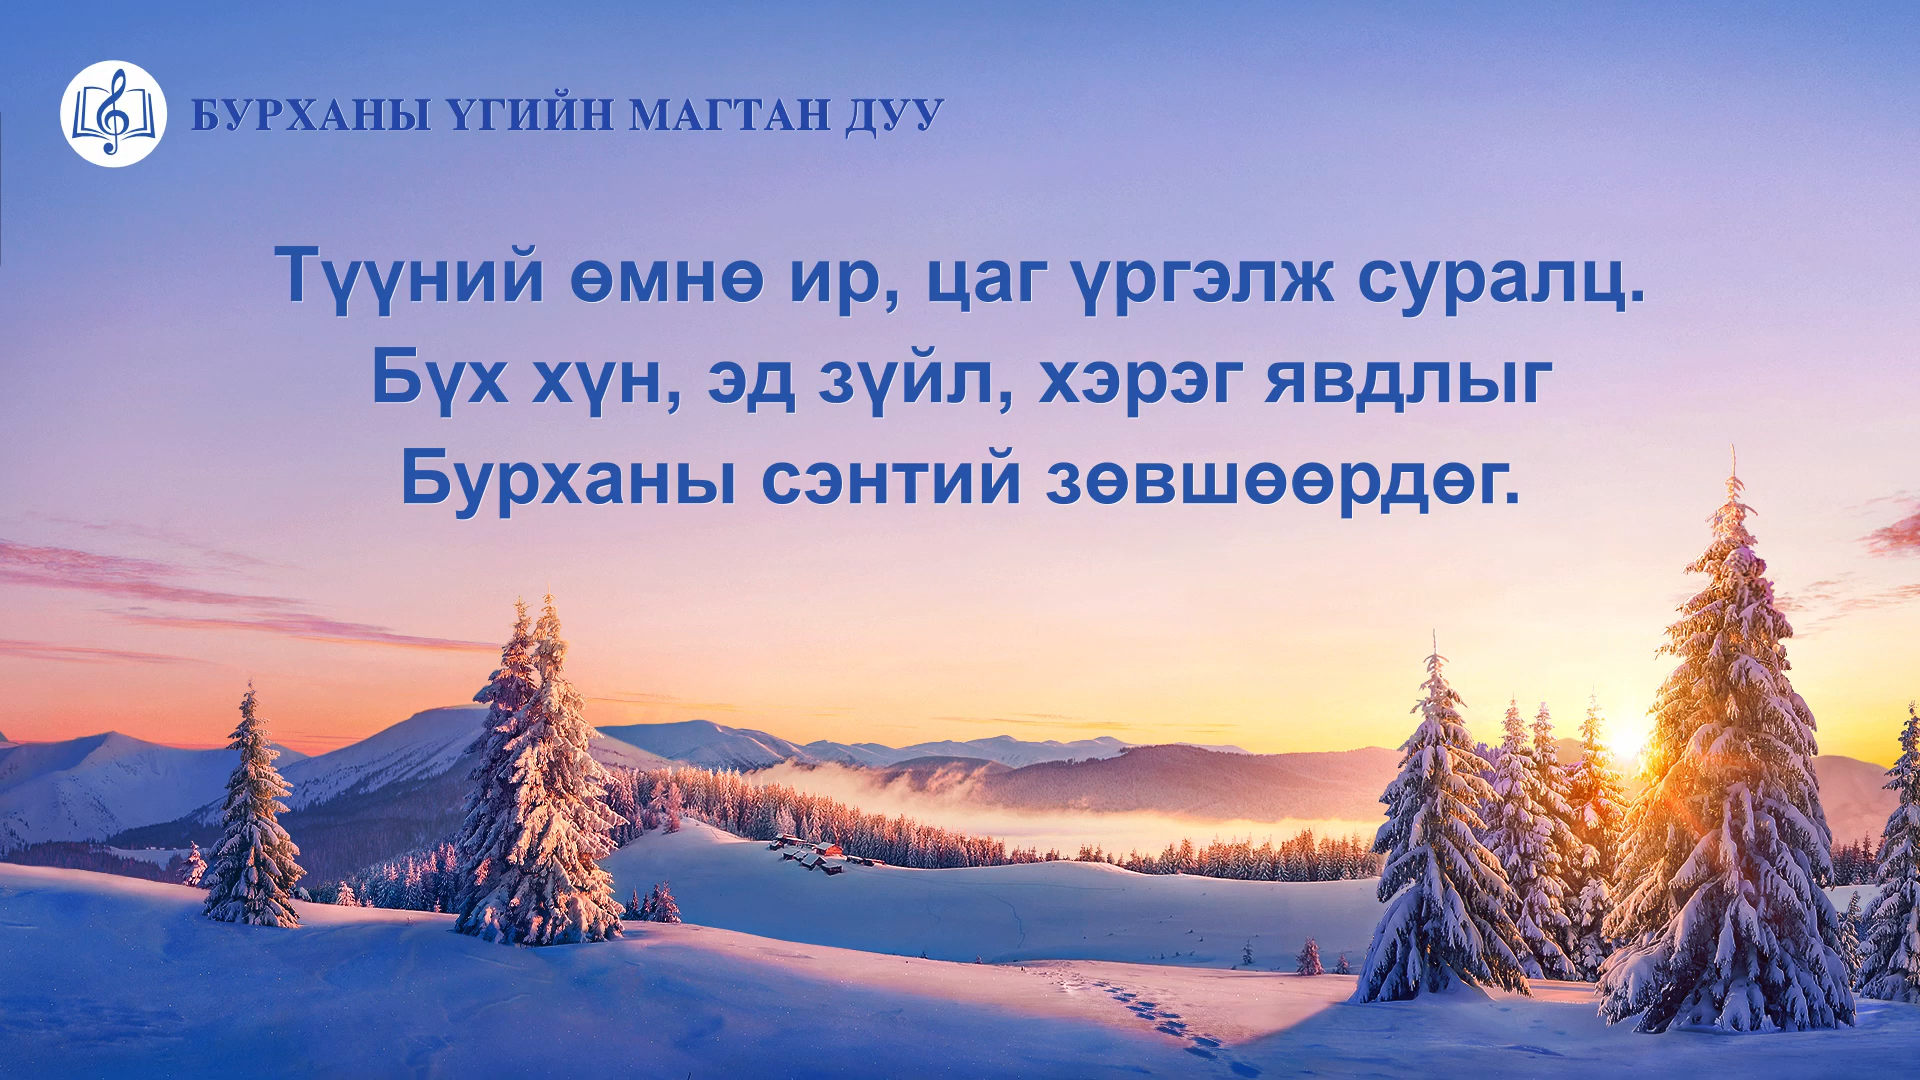 БУРХАНЫ ҮГИЙН МАГТАН ДУУ
Түүний өмнө ир, цаг үргэлж суралц.
Бүх хүн, эд зүйл, хэрэг явдлыг
Бурханы сэнтий зөвшөөрдөг.